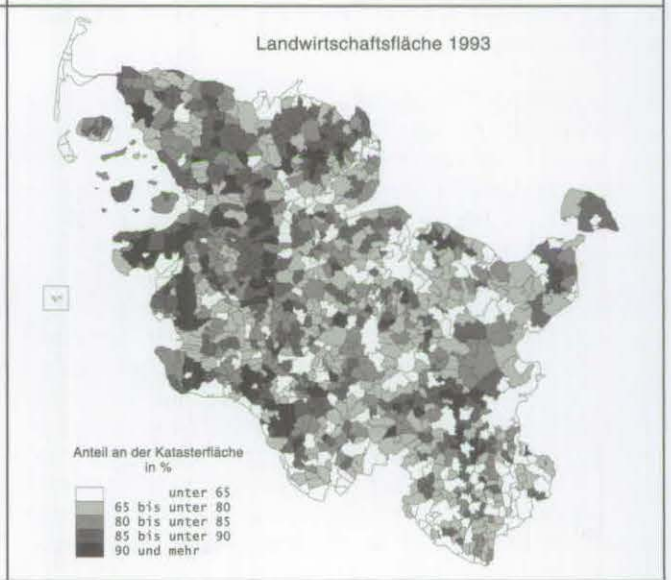 Landwirtschaftsfläche 1993
Anteil an der Katasterfläche
in %
unter 65
65 bis unter 80
80 bis unter 85
85 bis unter 90
90 und mehr